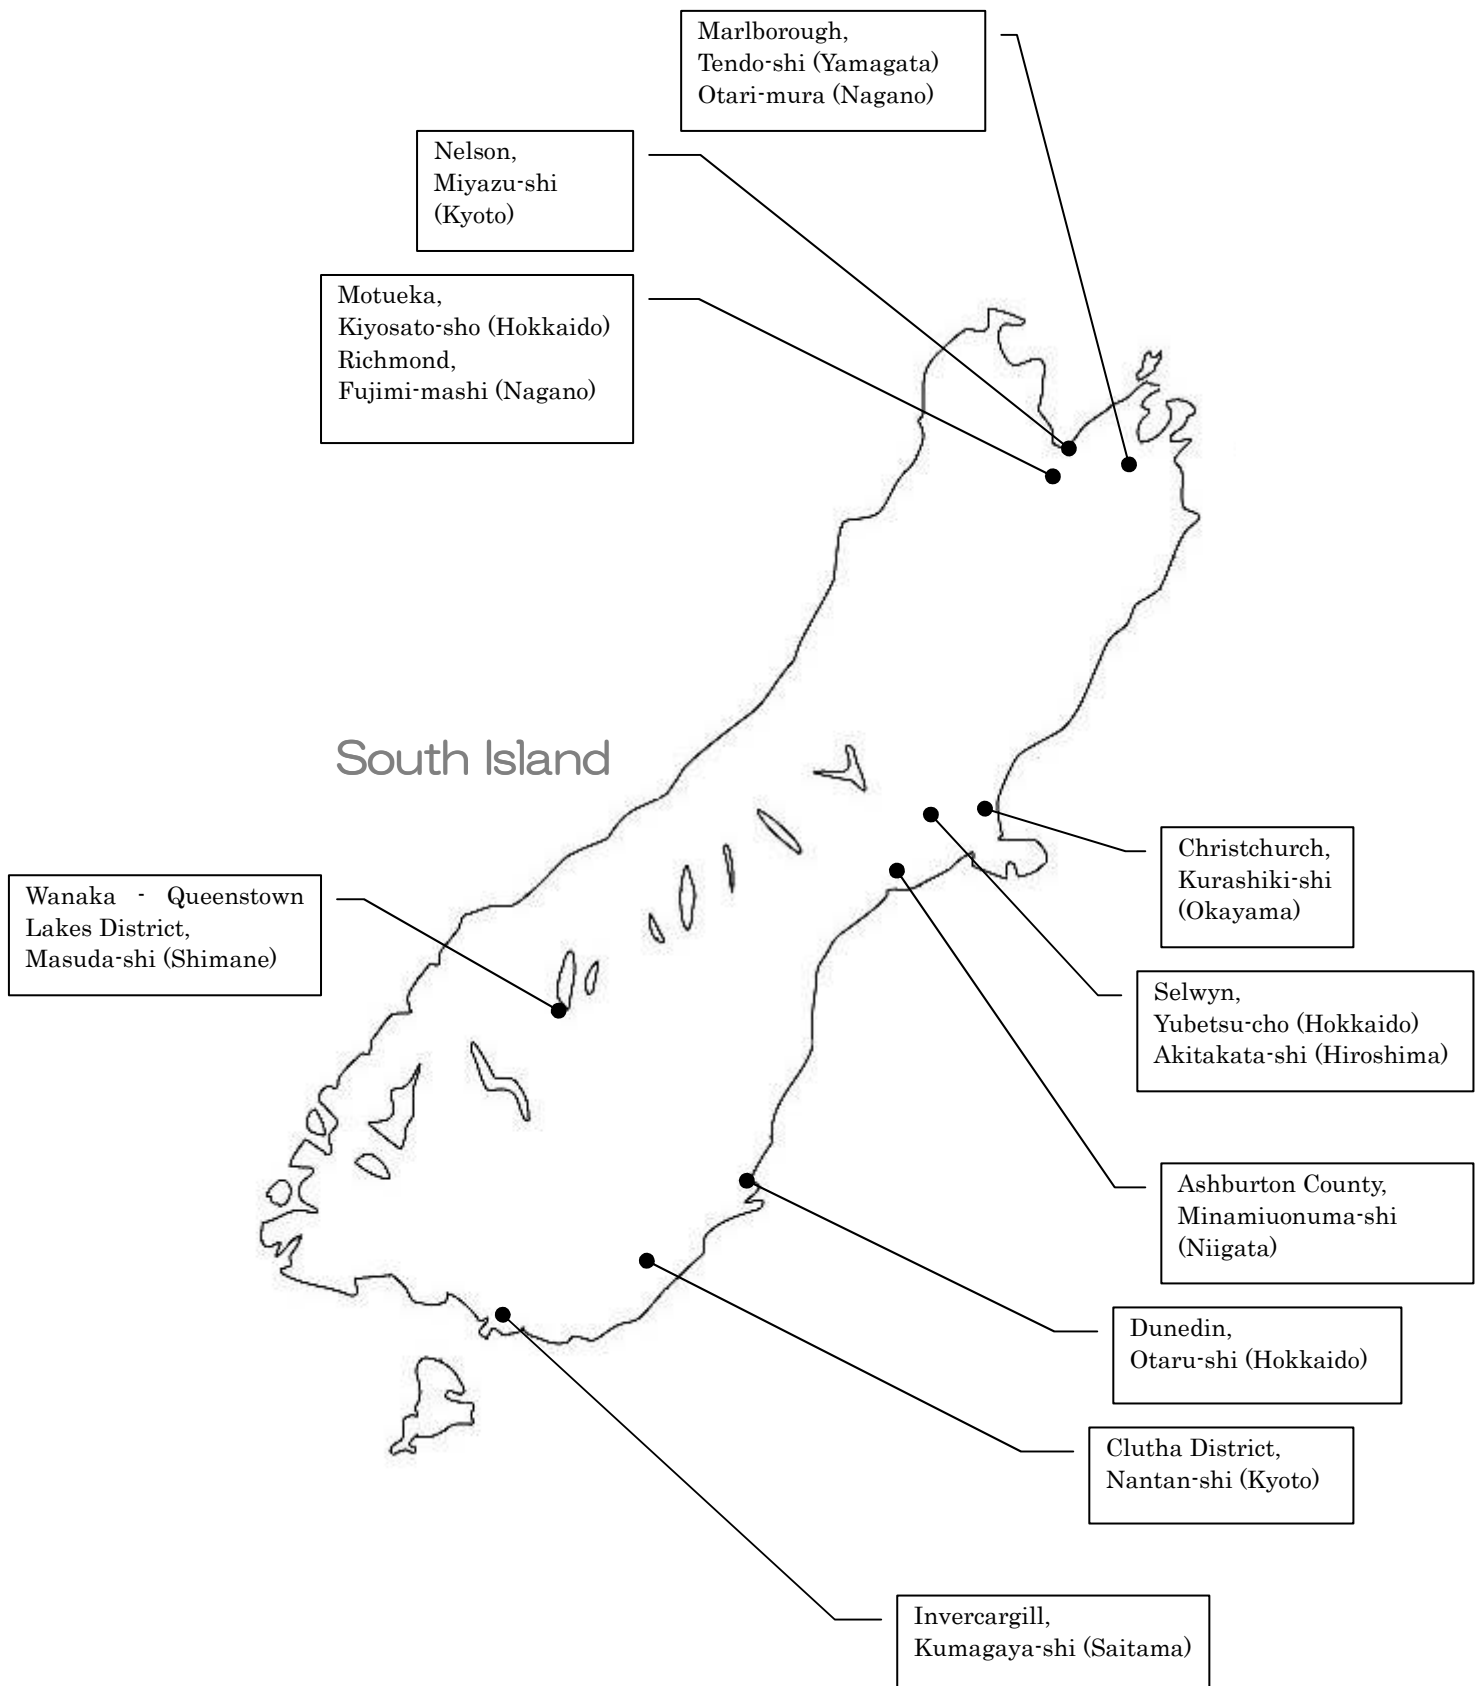 Marlborough,
Tendo-shi (Yamagata)
Otari-mura (Nagano)
Nelson,
Miyazu-shi
(Kyoto)
Motueka,
Kiyosato-sho (Hokkaido)
Richmond,
Fujimi-mashi (Nagano)
South Island
Christchurch,
Kurashiki-shi
(Okayama)
Wanaka - Queenstown
Lakes District,
Masuda-shi (Shimane)
Selwyn,
Yubetsu-cho (Hokkaido)
Akitakata-shi (Hiroshima)
Ashburton County,
Minamiuonuma-shi
(Niigata)
Dunedin,
Otaru-shi (Hokkaido)
Clutha District,
Nantan-shi (Kyoto)
Invercargill,
Kumagaya-shi (Saitama)